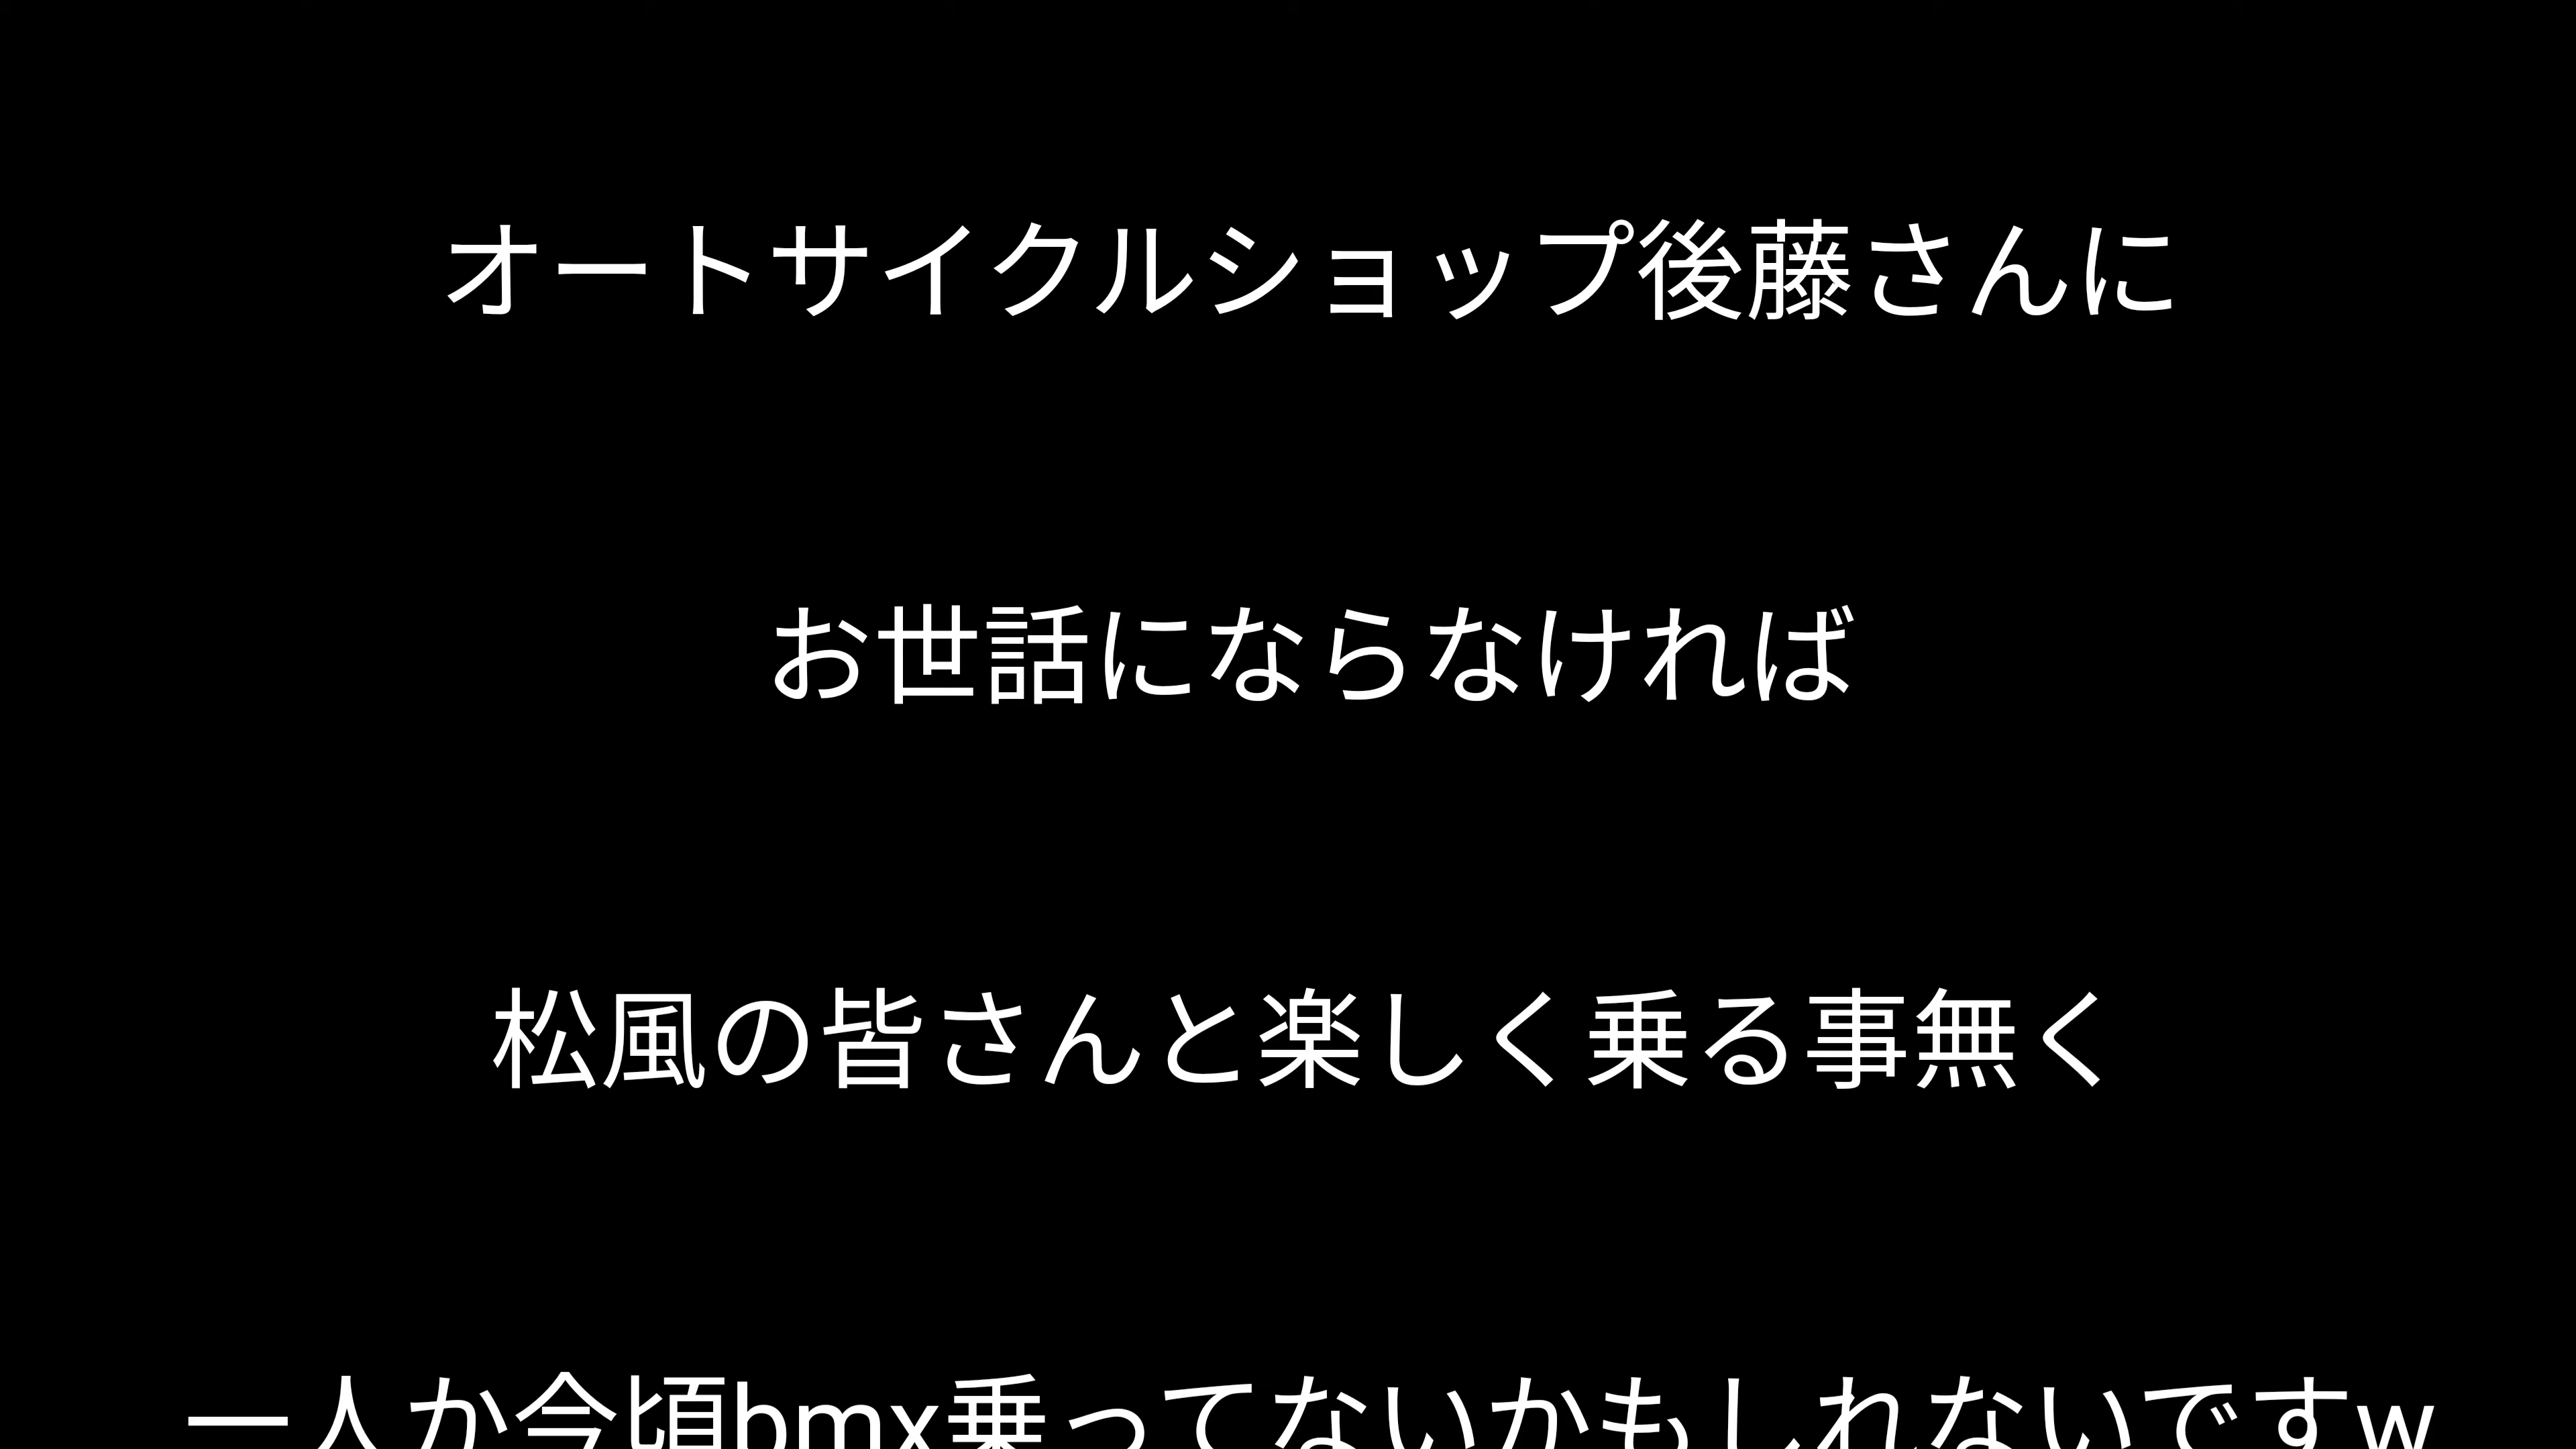 オートサイクルショップ後藤さんに
お世話にならなければ
松風の皆さんと楽しく乗る事無く
一人か今頃bmx乗ってないかもしれないですw